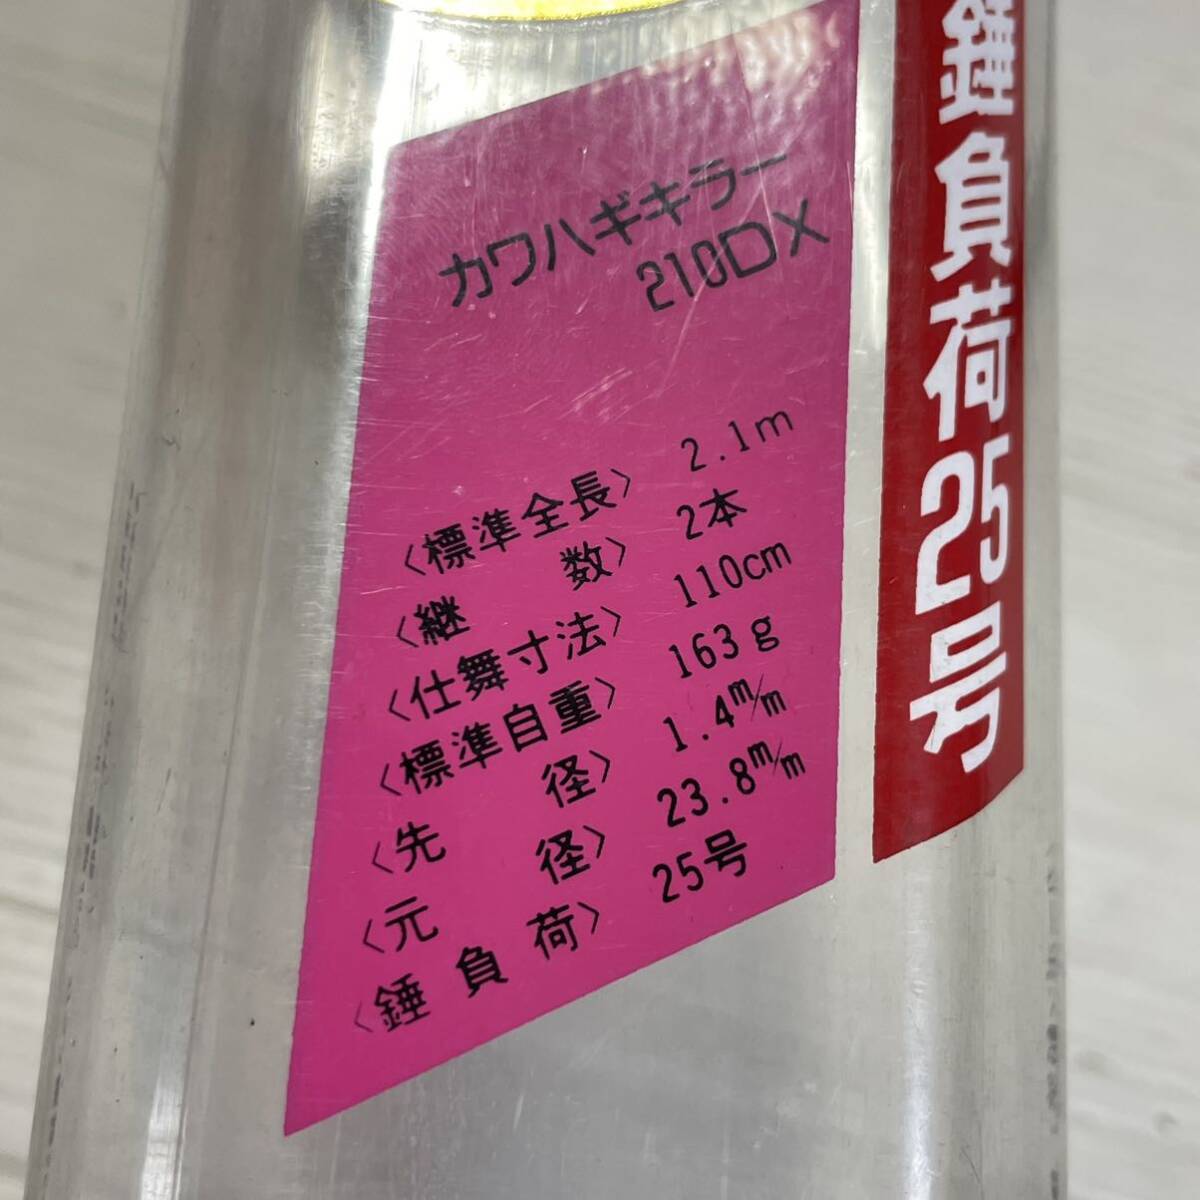 カワハギキラー
210DX
〈標準全長〉 2.1m
〈継数〉 2本
〈仕舞寸法〉 110cm
〈標準自重〉 163g
〈先径〉 1.4m/m
〈元径〉 23.8m/m
〈錘負荷〉 25号
錘負荷25号